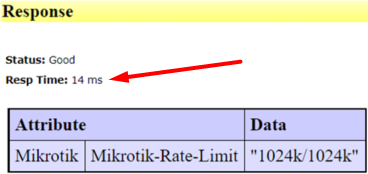 Response
Status: Good
Resp Time: 14 ms
Attribute Data
Mikrotik Mikrotik-Rate-Limit "1024k/1024k"